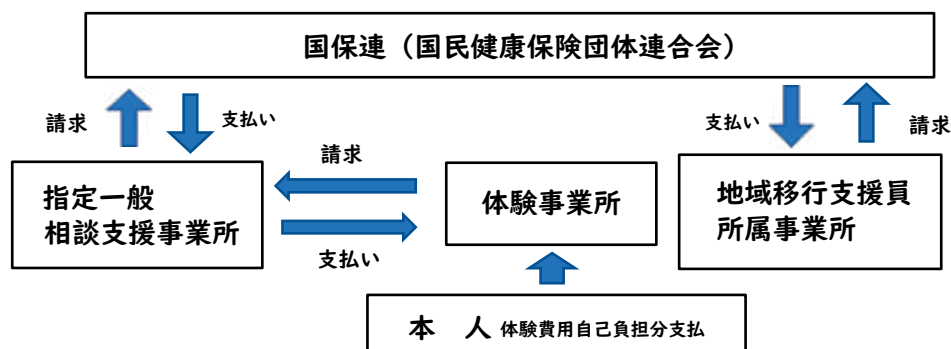 国保連（国民健康保険団体連合会）
請求
支払い
支払い
請求
指定一般
相談支援事業所
請求
支払い
体験事業所
地域移行支援員
所属事業所
本　人 体験費用自己負担分支払